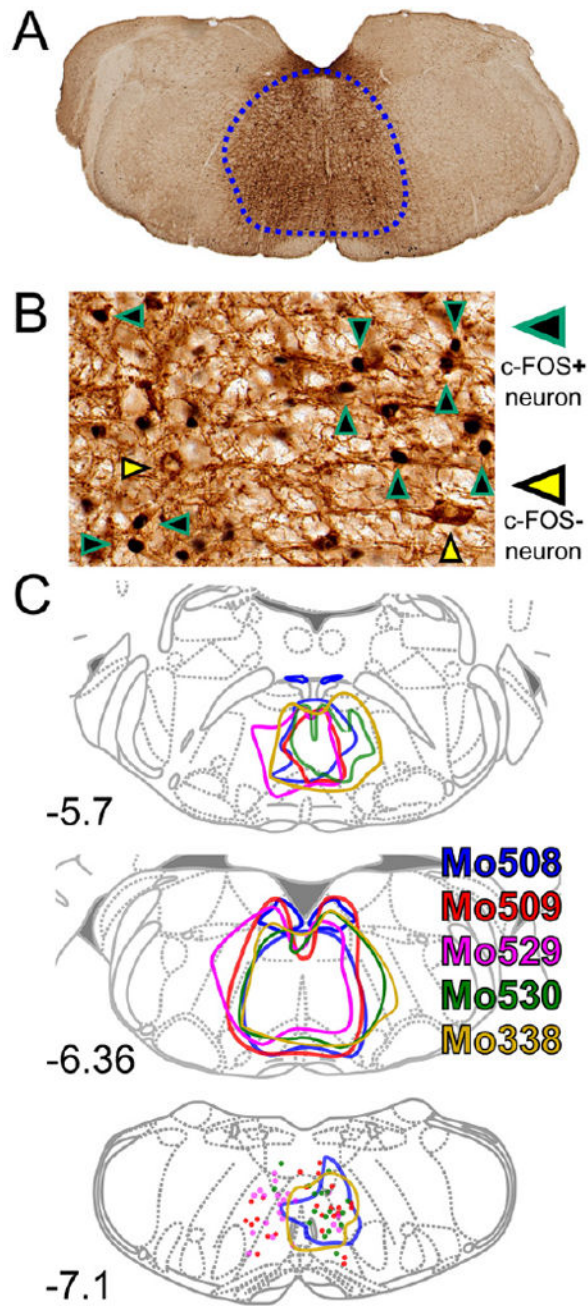 A
B
c-FOS+
neuron
c-FOS-
neuron
C
-5.7
Mo508
Mo509
Mo529
Mo530
Mo338
-6.36
-7.1